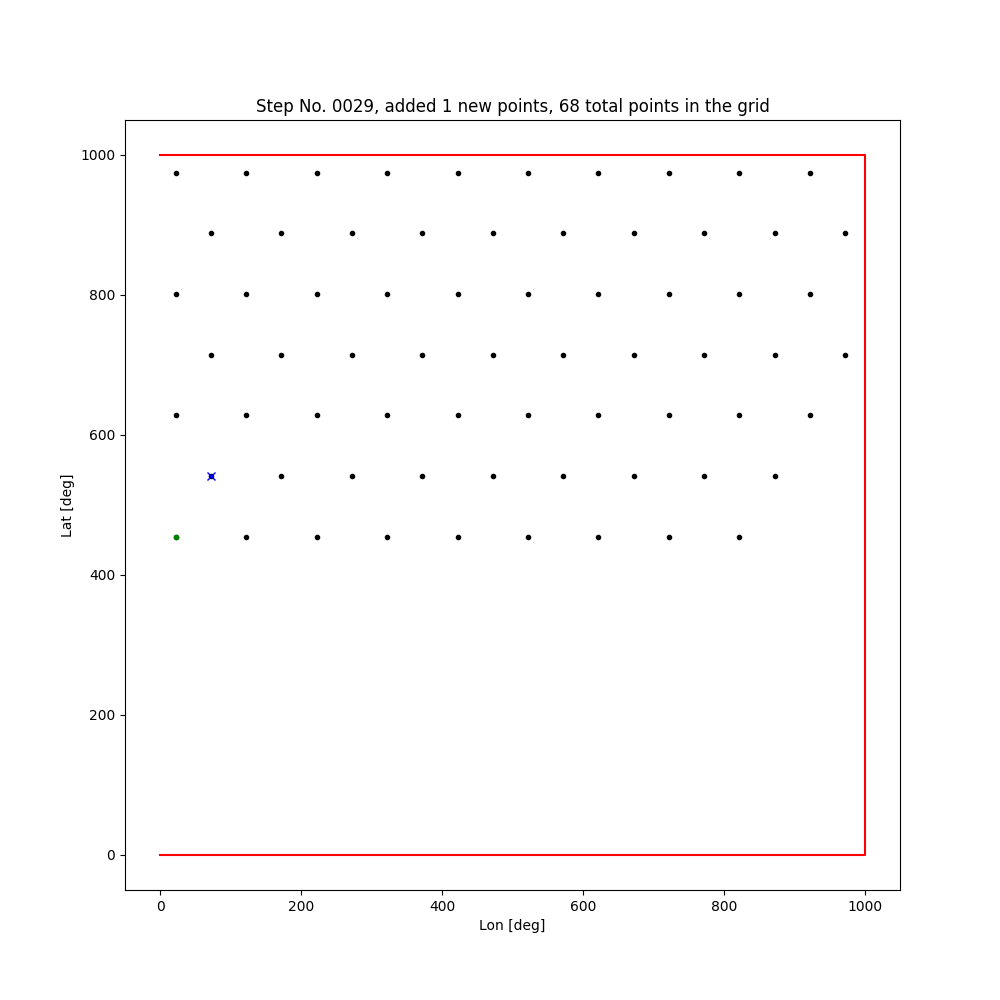 Step No. 0029, added 1 new points, 68 total points in the grid
1000
800
600
400
200
0
Lat [deg]
0 200 400 600 800 1000
Lon [deg]